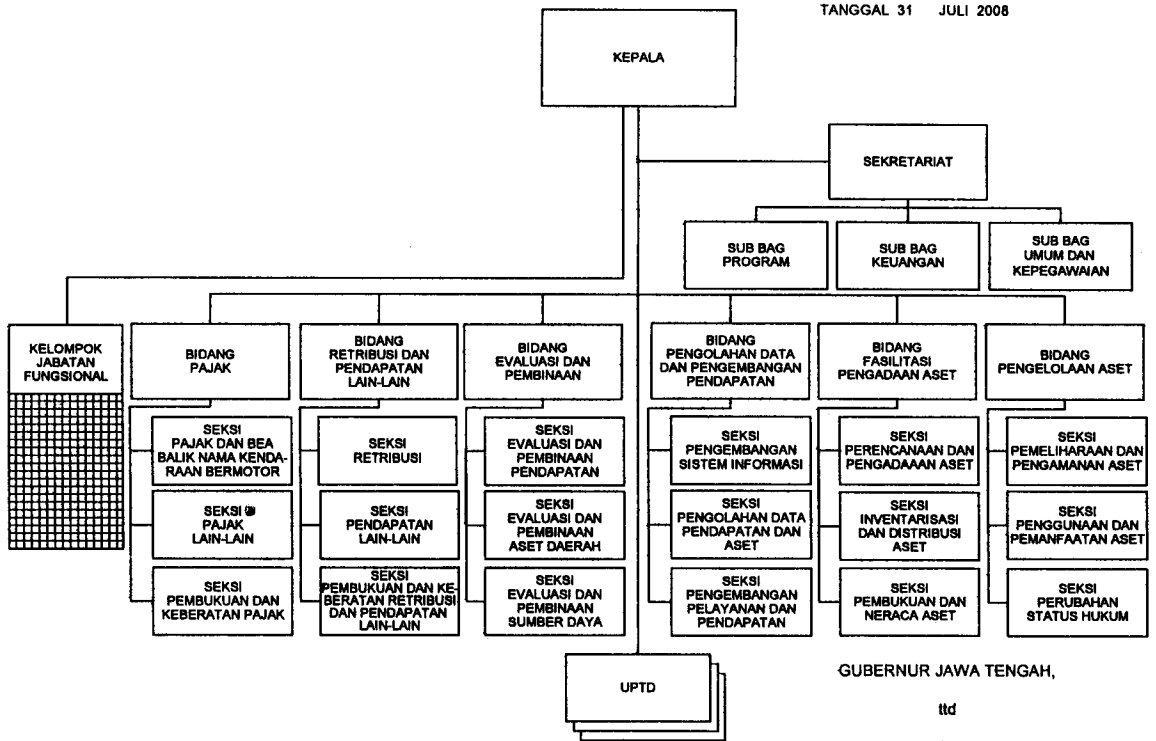 TANGGAL 31 JULI 2008
KEPALA
SEKRETARIAT
SUB BAG
PROGRAM
SUB BAG
KEUANGAN
SUB BAG
UMUM DAN
KEPEGAWAIAN
KELOMPOK
JABATAN
FUNGSIONAL
BIDANG
PAJAK
BIDANG
RETRIBUSI DAN
PENDAPATAN
LAIN-LAIN
BIDANG
EVALUASI DAN
PEMBINAAN
BIDANG
PENGOLAHAN DATA
DAN PENGEMBANGAN
PENDAPATAN
BIDANG
FASILITASI
PENGADAAN ASET
BIDANG
PENGELOLAAN ASET
SEKSI
PAJAK DAN BEA
BALIK NAMA KENDA-
RAAN BERMOTOR
SEKSI
RETRIBUSI
SEKSI
EVALUASI DAN
PEMBINAAN
PENDAPATAN
SEKSI
PENGEMBANGAN
SISTEM INFORMASI
SEKSI
PERENCANAAN DAN
PENGADAAAN ASET
SEKSI
PEMELIHARAAN DAN
PENGAMANAN ASET
SEKSI
PAJAK
LAIN-LAIN
SEKSI
PENDAPATAN
LAIN-LAIN
SEKSI
EVALUASI DAN
PEMBINAAN
ASET DAERAH
SEKSI
PENGOLAHAN DATA
PENDAPATAN DAN
ASET
SEKSI
INVENTARISASI
DAN DISTRIBUSI
ASET
SEKSI
PENGGUNAAN DAN
PEMANFAATAN ASET
SEKSI
PEMBUKUAN DAN
KEBERATAN PAJAK
SEKSI
PEMBUKUAN DAN KE-
BERATAN RETRIBUSI
DAN PENDAPATAN
LAIN-LAIN
SEKSI
EVALUASI DAN
PEMBINAAN
SUMBER DAYA
SEKSI
PENGEMBANGAN
PELAYANAN DAN
PENDAPATAN
SEKSI
PEMBUKUAN DAN
NERACA ASET
SEKSI
PERUBAHAN
STATUS HUKUM
UPTD
GUBERNUR JAWA TENGAH,
ttd